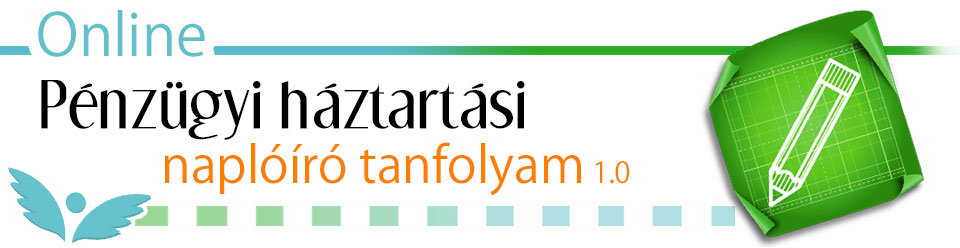 Online
Pénzügyi háztartási
naplóíró tanfolyam 1.0